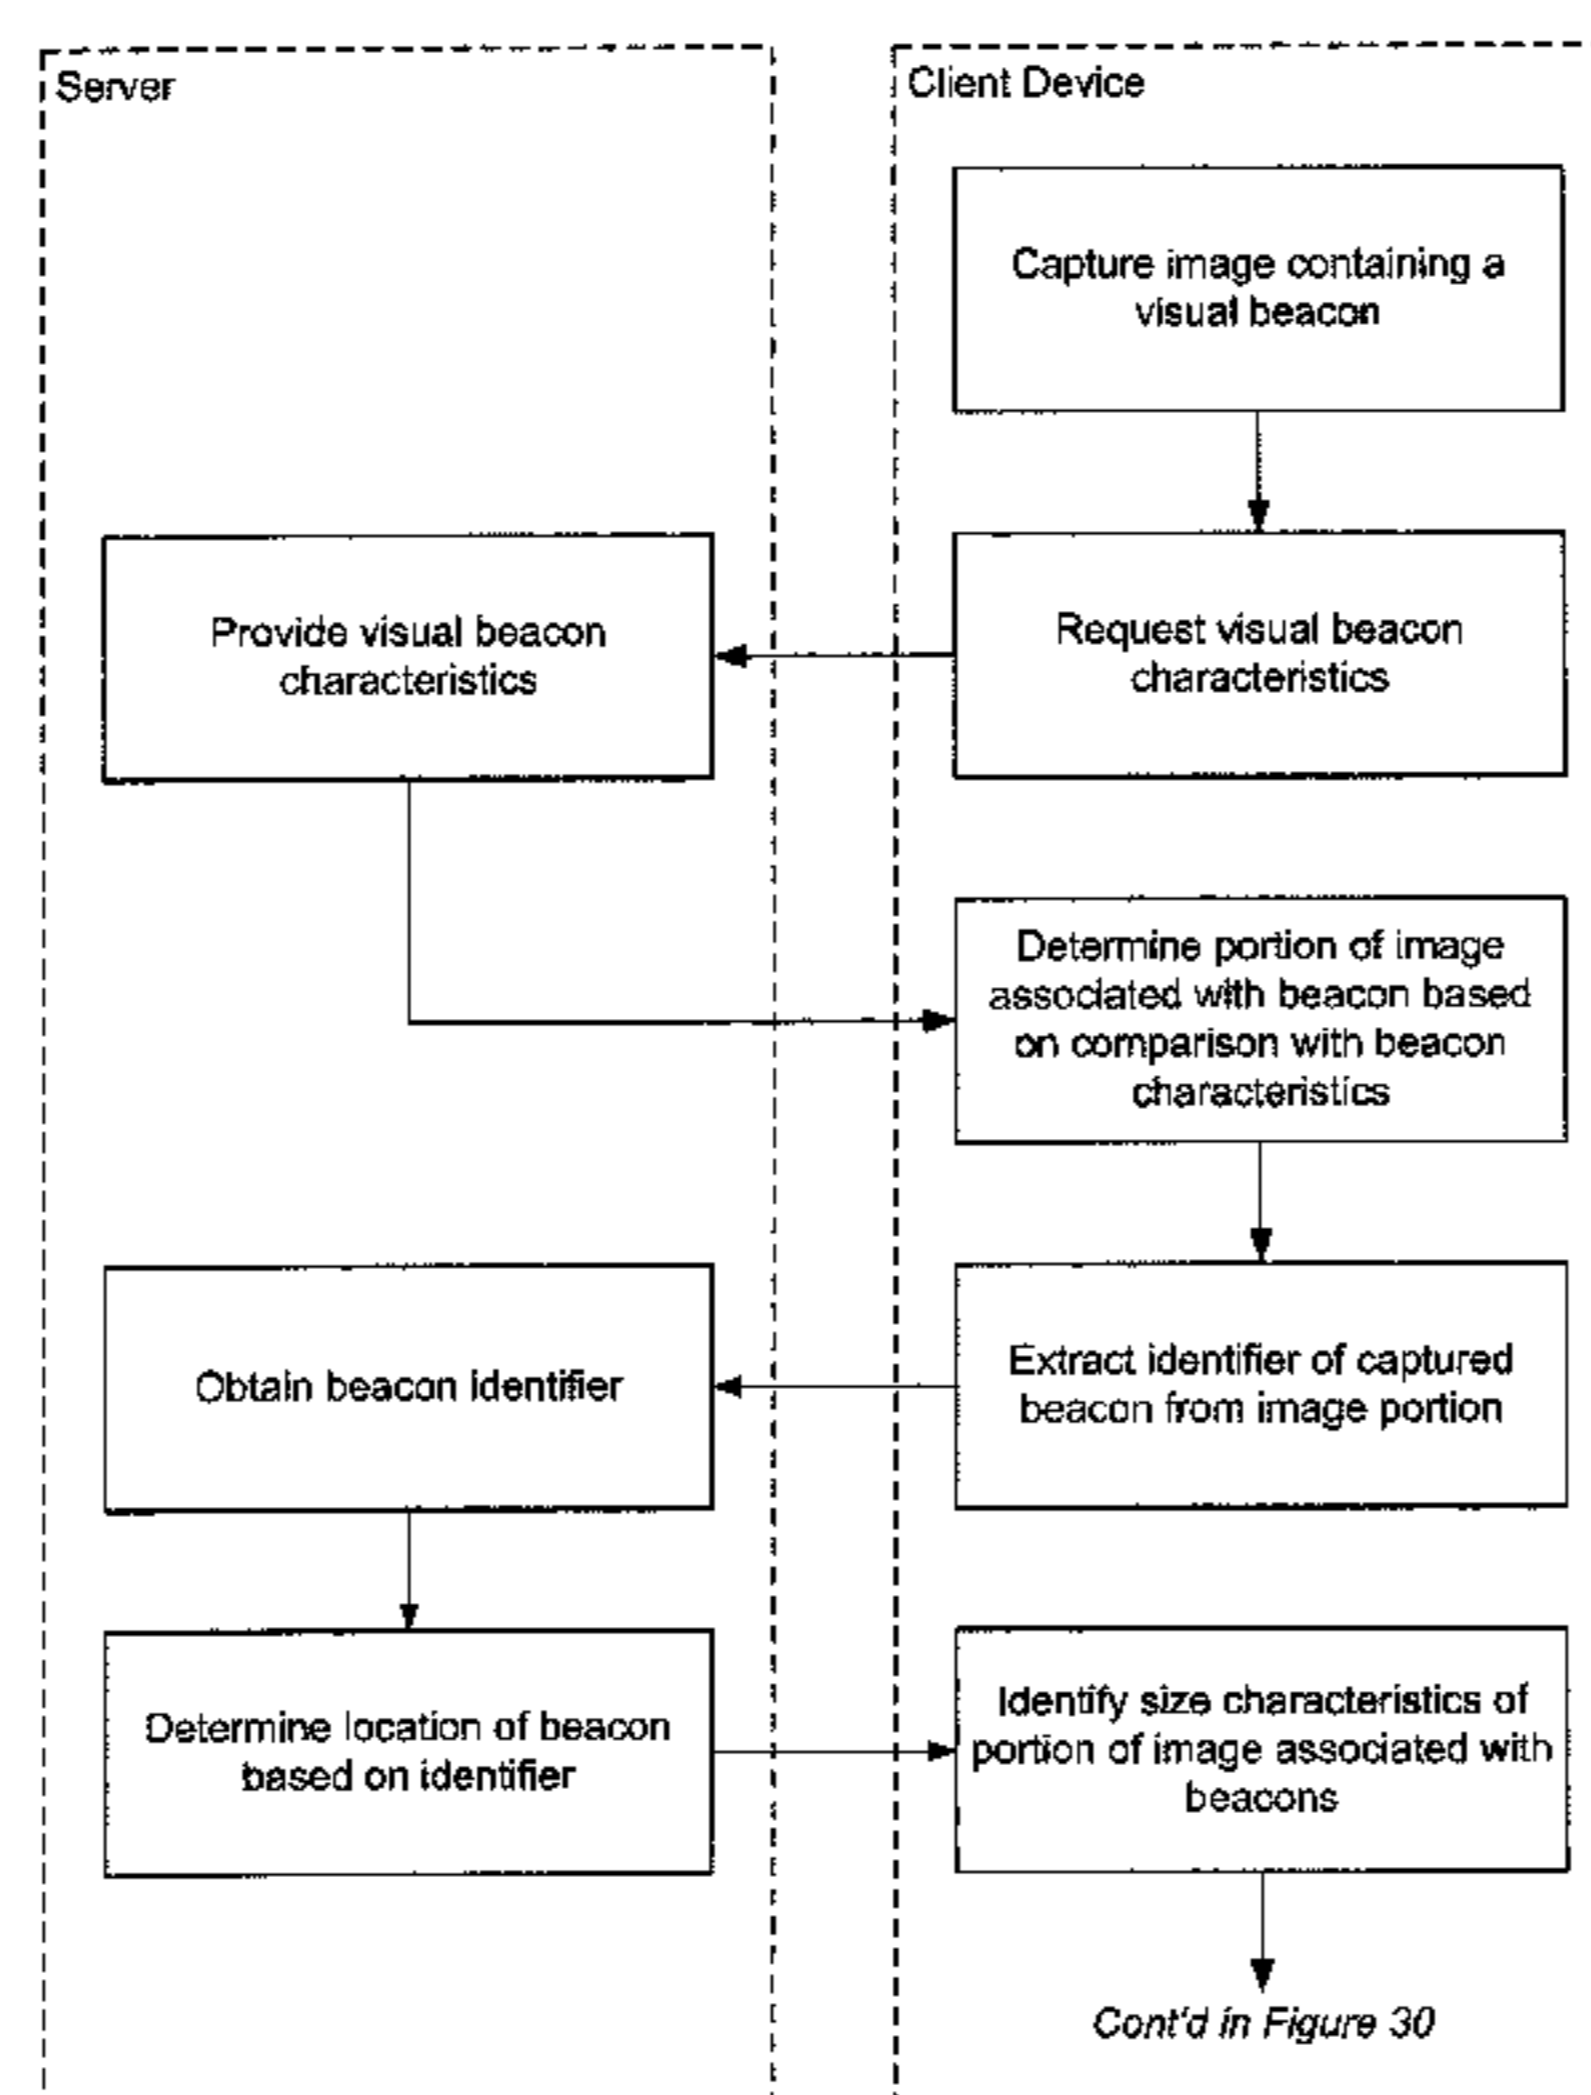 Server
Client Device
Capture image containing a
visual beacon
Provide visual beacon
characteristics
Request visual beacon
characteristics
Determine portion of image
associated with beacon based
on comparison with beacon
characteristics
Obtain beacon identifier
Extract identifier of captured
beacon from image portion
Determine location of beacon
based on identifier
Identify size characteristics of
portion of image associated with
beacons
Cont'd in Figure 30